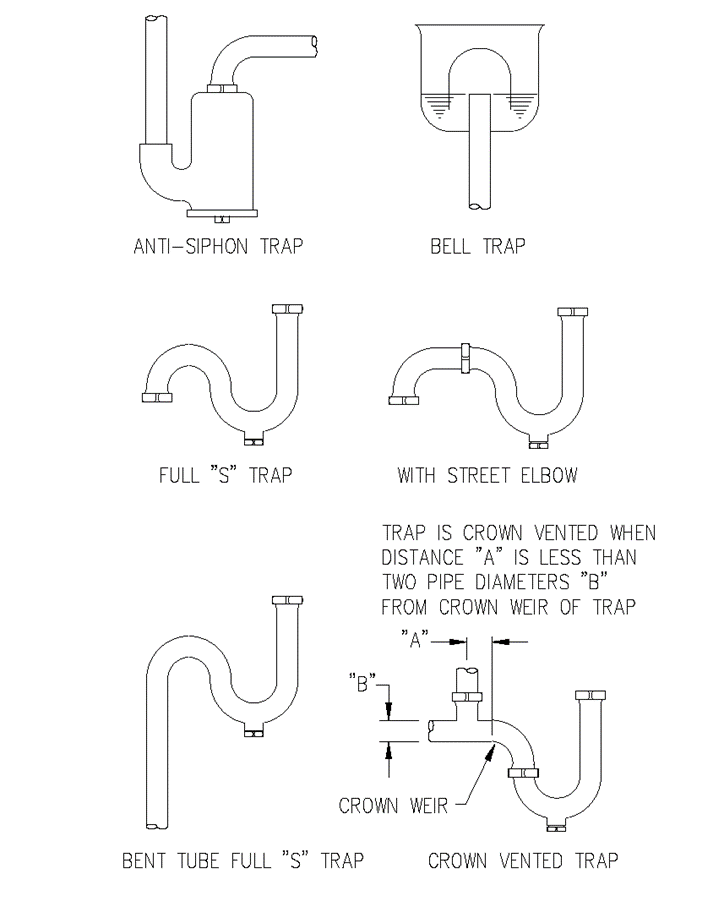 ANTI-SIPHON TRAP
BELL TRAP
FULL "S" TRAP
WITH STREET ELBOW
TRAP IS CROWN VENTED WHEN
DISTANCE "A" IS LESS THAN
TWO PIPE DIAMETERS "B"
FROM CROWN WEIR OF TRAP
"A"
"B"
CROWN WEIR
BENT TUBE FULL "S" TRAP
CROWN VENTED TRAP